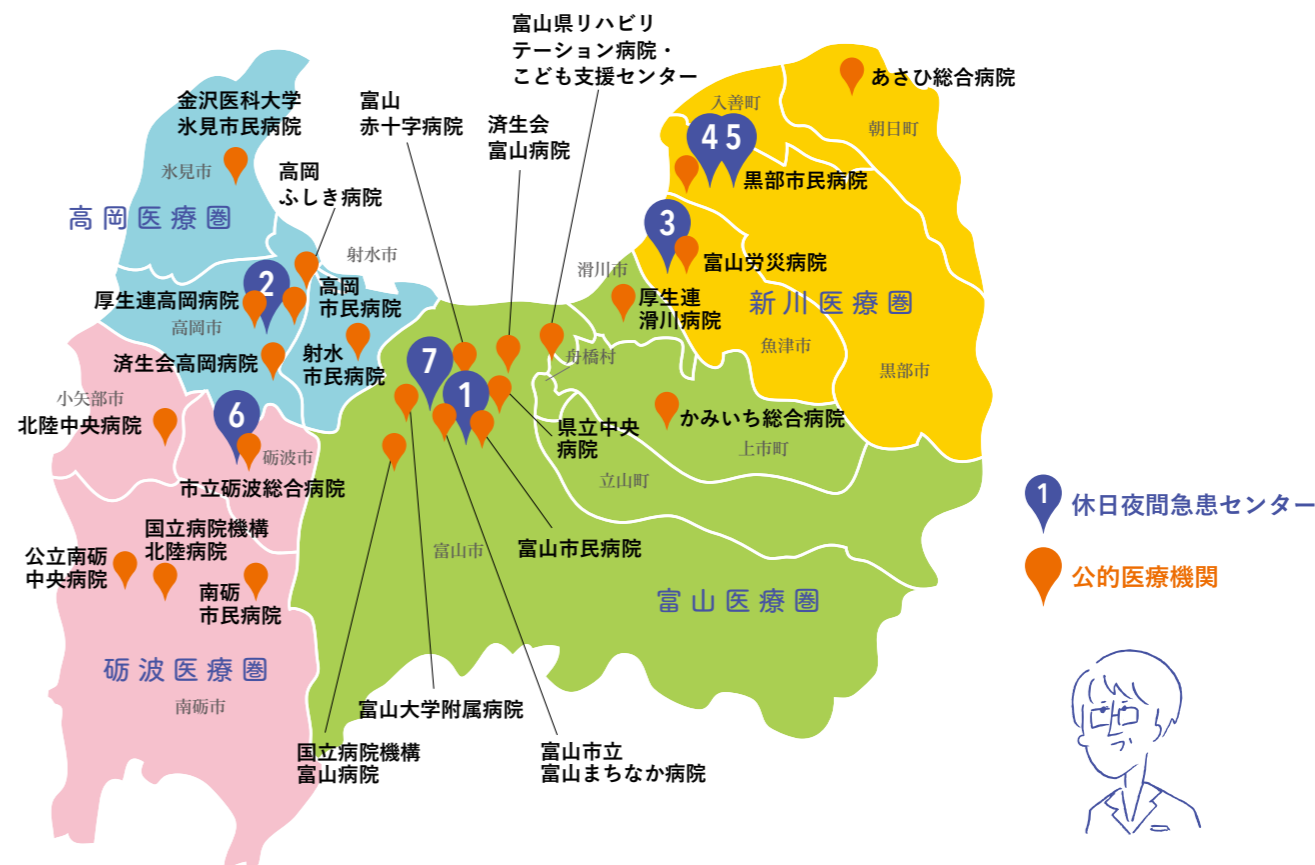 富山県リハビリ
テーション病院・
こども支援センター
金沢医科大学
氷見市民病院
富山
赤十字病院
済生会
富山病院
あさひ総合病院
入善町
朝日町
氷見市
高岡
ふしき病院
4
5
黒部市民病院
高岡医療圏
3
射水市
富山労災病院
滑川市
2
厚生連高岡病院
高岡
市民病院
厚生連
滑川病院
新川医療圏
高岡市
魚津市
済生会高岡病院
射水
市民病院
7
舟橋村
黒部市
小矢部市
北陸中央病院
6
1
県立中央
病院
かみいち総合病院
砺波市
上市町
市立砺波総合病院
立山町
1
休日夜間急患センター
国立病院機構
北陸病院
公立南砺
中央病院
富山市
富山市民病院
公的医療機関
南砺
市民病院
富山医療圏
砺波医療圏
南砺市
富山大学附属病院
国立病院機構
富山病院
富山市立
富山まちなか病院